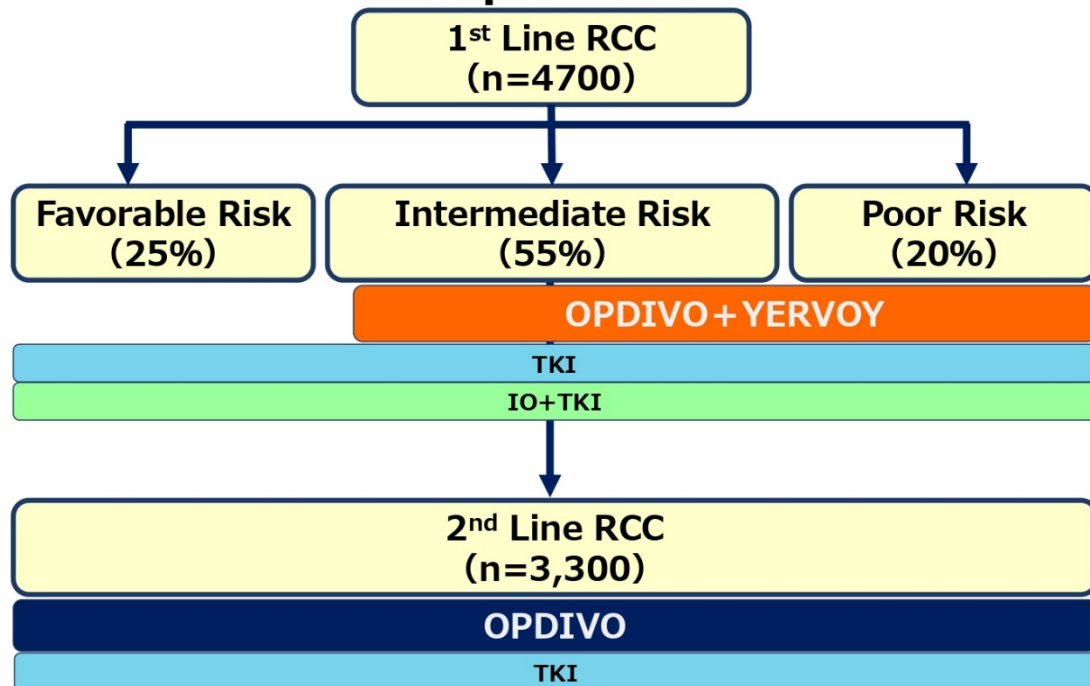 1st Line RCC
(n=4700)
Favorable Risk
(25%)
Intermediate Risk
(55%)
Poor Risk
(20%)
OPDIVO+YERVOY
TKI
IO+TKI
2nd Line RCC
(n=3,300)
OPDIVO
TKI